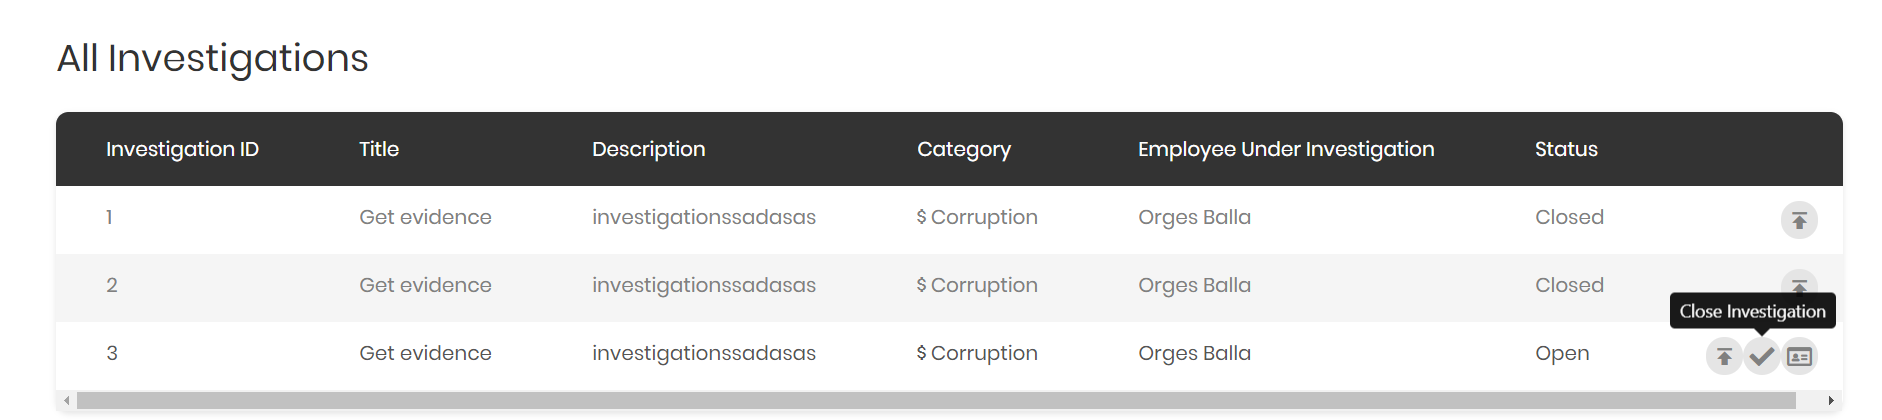 All Investigations
Investigation ID Title Description Category Employee Under Investigation Status
1 Get evidence investigationssadasas $ Corruption Orges Balla Closed
2 Get evidence investigationssadasas $ Corruption Orges Balla Closed
Close Investigation
3 Get evidence investigationssadasas $ Corruption Orges Balla Open